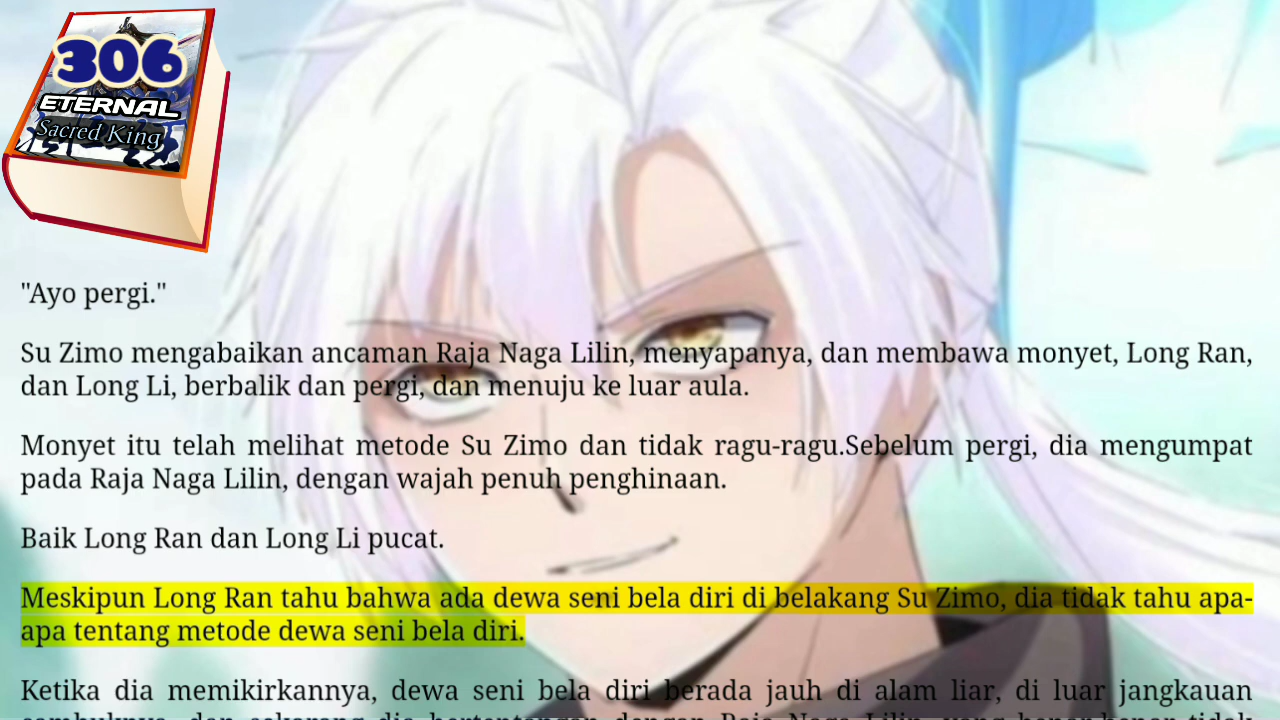 306
ETERNAL
Sacred King
"Ayo pergi."
Su Zimo mengabaikan ancaman Raja Naga Lilin, menyapanya, dan membawa monyet, Long Ran,
dan Long Li, berbalik dan pergi, dan menuju ke luar aula.
Monyet itu telah melihat metode Su Zimo dan tidak ragu-ragu.Sebelum pergi, dia mengumpat
pada Raja Naga Lilin, dengan wajah penuh penghinaan.
Baik Long Ran dan Long Li pucat.
Meskipun Long Ran tahu bahwa ada dewa seni bela diri di belakang Su Zimo, dia tidak tahu apa-
apa tentang metode dewa seni bela diri.
Ketika dia memikirkannya, dewa seni bela diri berada jauh di alam liar, di luar jangkauan